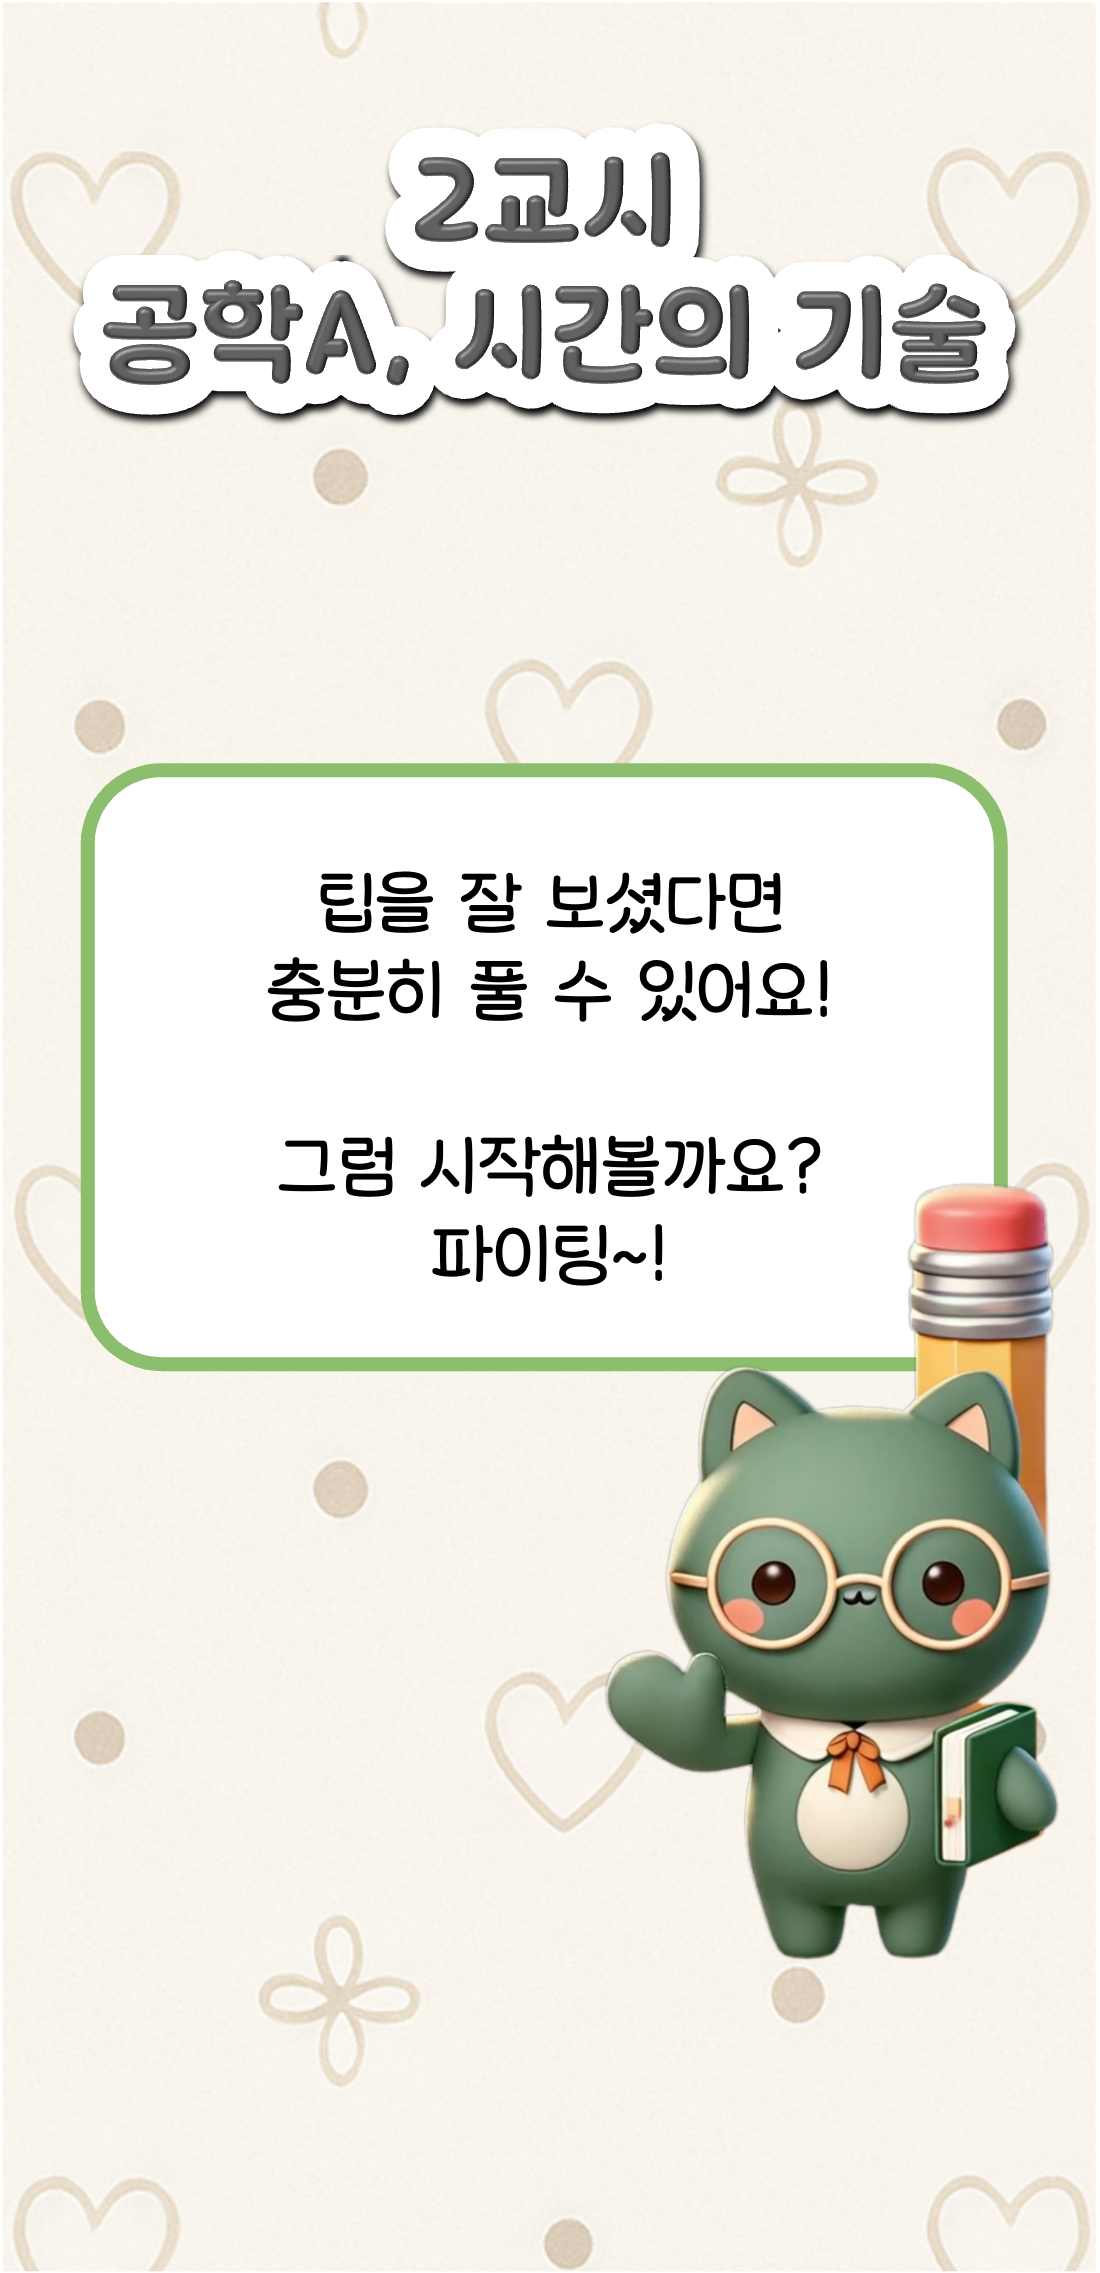 2교시
공학A, 시간의 기술
팁을 잘 보셨다면
충분히 풀 수 있어요!
그럼 시작해볼까요?
파이팅~!